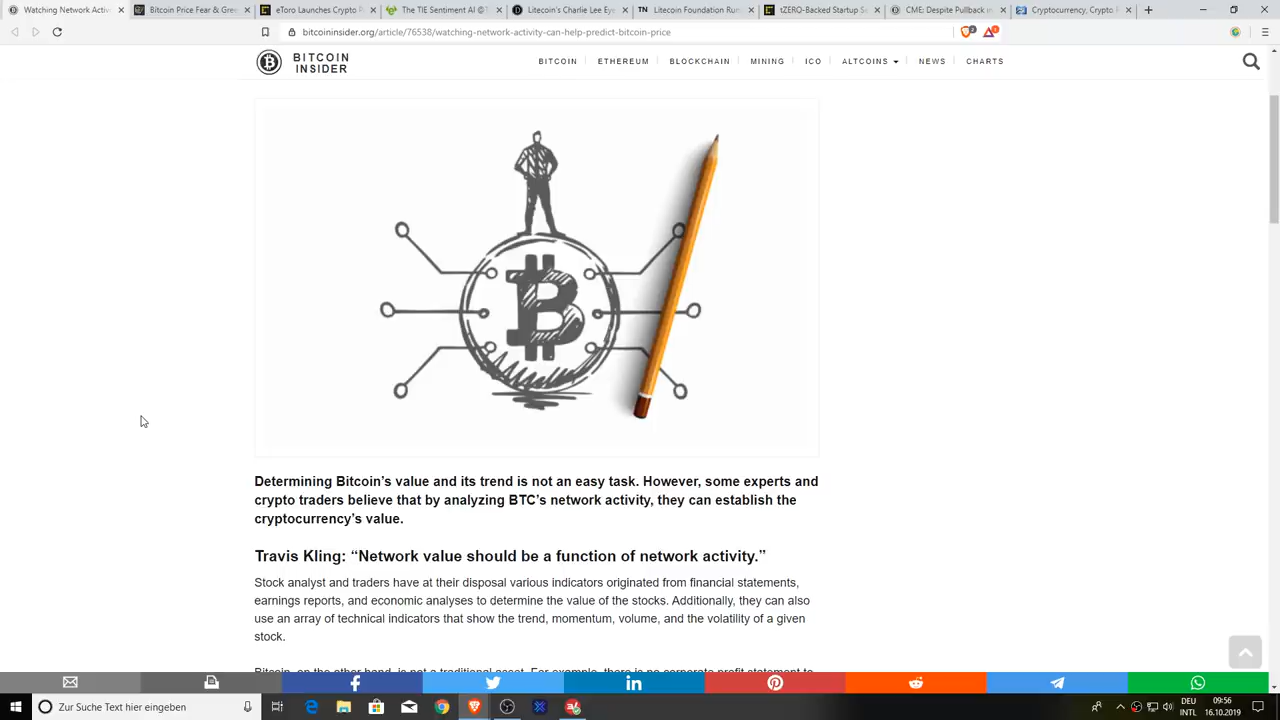 Watching Network Activ
Bitcoin Price Fear & Gre
eToro Launches Crypto P
The TIE Sentiment AI @T
Litecoin's Charlie Lee Eye
Litecoin Foundation Run
tZERO-Backed Startup Se
CME: Despite Pullback in
Cryptocurrency, Crypto
bitcoininsider.org/article/76538/watching-network-activity-can-help-predict-bitcoin-price
BITCOIN
INSIDER
BITCOIN
ETHEREUM
BLOCKCHAIN
MINING
ICO
ALTCOINS
NEWS
CHARTS
Determining Bitcoin's value and its trend is not an easy task. However, some experts and
crypto traders believe that by analyzing BTC's network activity, they can establish the
cryptocurrency's value.
Travis Kling: “Network value should be a function of network activity.”
Stock analyst and traders have at their disposal various indicators originated from financial statements,
earnings reports, and economic analyses to determine the value of the stocks. Additionally, they can also
use an array of technical indicators that show the trend, momentum, volume, and the volatility of a given
stock.
Bitcoin, on the other hand, is not a traditional asset. For example, there is no corporate profit statement to
Zur Suche Text hier eingeben
DEU
INTL
09:56
16.10.2019